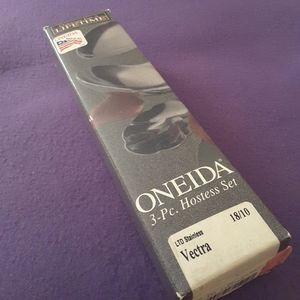 LIFETIME
ONEIDA
3-Pc. Hostess Set
LTD Stainless
18/10
Vectra